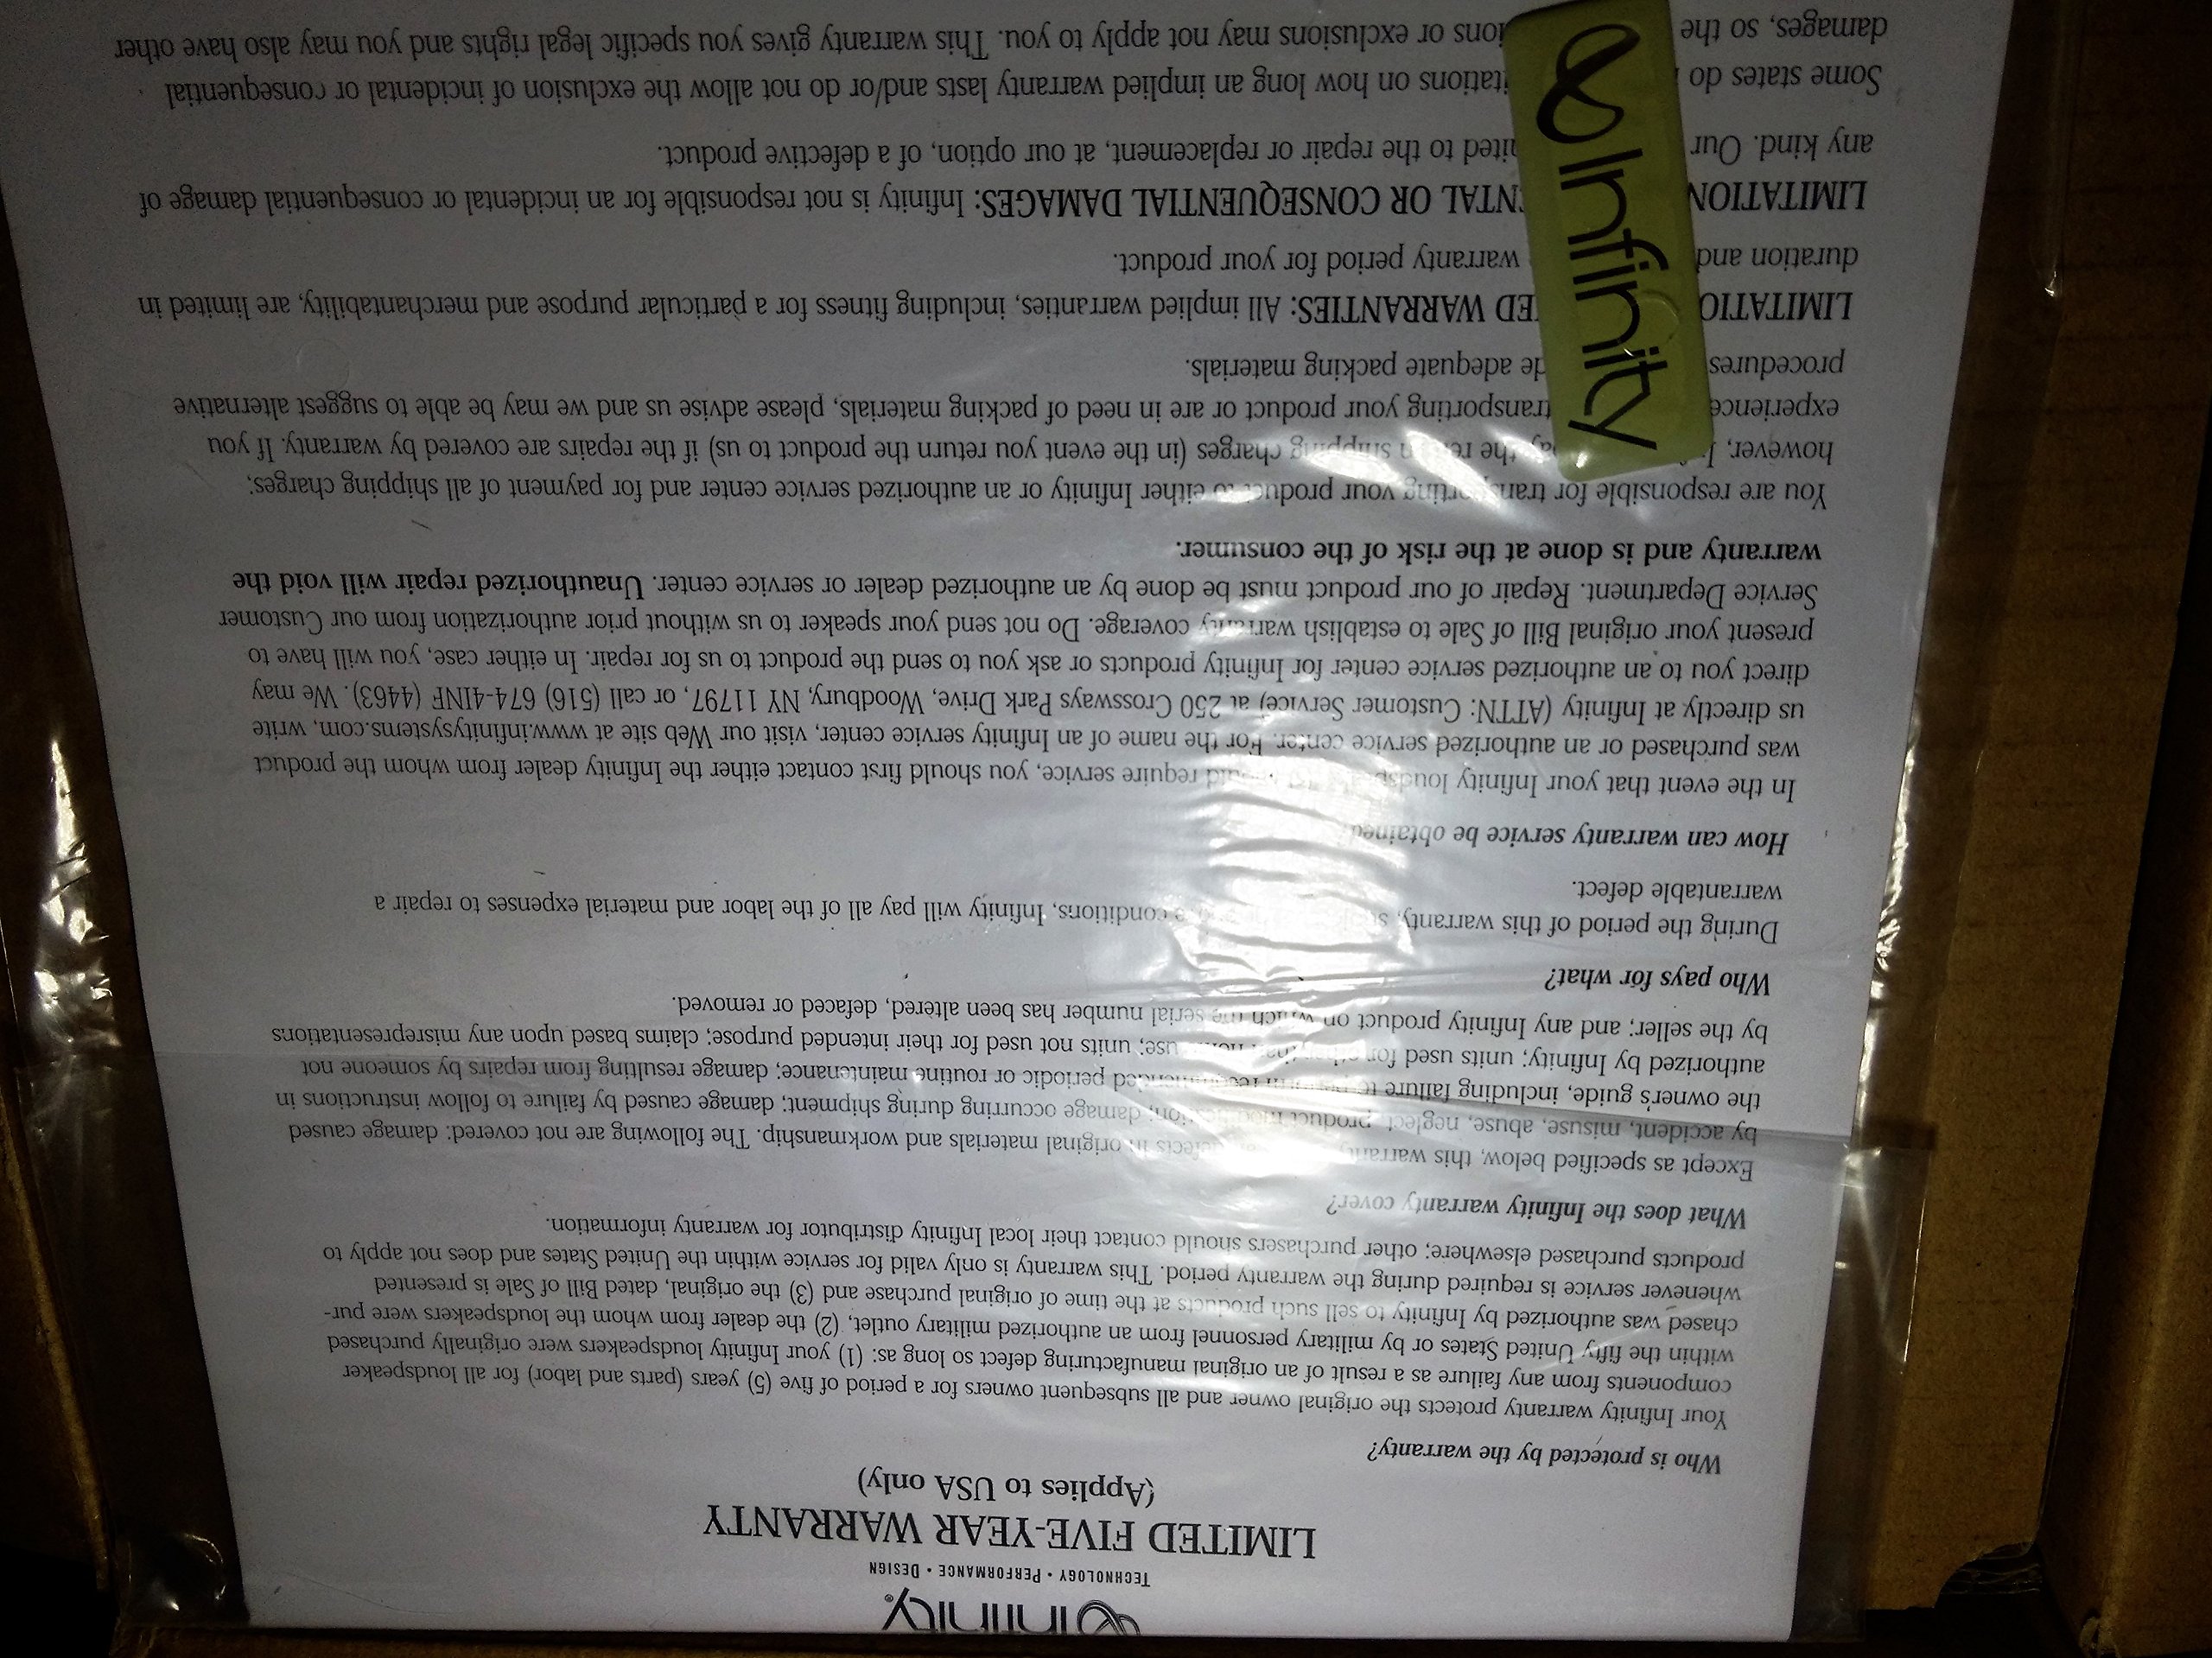 Infinity®
TECHNOLOGY • PERFORMANCE • DESIGN
LIMITED FIVE-YEAR WARRANTY
(Applies to USA only)
Who is protected by the warranty?
Your Infinity warranty protects the original owner and all subsequent owners for a period of five (5) years (parts and labor) for all loudspeaker
components from any failure as a result of an original manufacturing defect so long as: (1) your Infinity loudspeakers were originally purchased
within the fifty United States or by military personnel from an authorized military outlet, (2) the dealer from whom the loudspeakers were pur-
chased was authorized by Infinity to sell such products at the time of original purchase and (3) the original, dated Bill of Sale is presented
whenever service is required during the warranty period. This warranty is only valid for service within the United States and does not apply to
products purchased elsewhere; other purchasers should contact their local Infinity distributor for warranty information.
What does the Infinity warranty cover?
Except as specified below, this warranty defects in original materials and workmanship. The following are not covered: damage caused
by accident, misuse, abuse, neglect, product modification; damage occurring during shipment; damage caused by failure to follow instructions in
the owner's guide, including failure to perform recommended periodic or routine maintenance; damage resulting from repairs by someone not
authorized by Infinity; units used for other than home use; units not used for their intended purpose; claims based upon any misrepresentations
by the seller; and any Infinity product on which the serial number has been altered, defaced or removed.
Who pays for what?
During the period of this warranty, conditions, Infinity will pay all of the labor and material expenses to repair a
warrantable defect.
How can warranty service be obtained?
In the event that your Infinity loudspeaker should require service, you should first contact either the Infinity dealer from whom the product
was purchased or an authorized service center. For the name of an Infinity service center, visit our Web site at www.infinitysystems.com, write
us directly at Infinity (ATTN: Customer Service) at 250 Crossways Park Drive, Woodbury, NY 11797, or call (516) 674-4INF (4463). We may
direct you to an authorized service center for Infinity products or ask you to send the product to us for repair. In either case, you will have to
present your original Bill of Sale to establish warranty coverage. Do not send your speaker to us without prior authorization from our Customer
Service Department. Repair of our product must be done by an authorized dealer or service center. Unauthorized repair will void the
warranty and is done at the risk of the consumer.
You are responsible for transporting your product to either Infinity or an authorized service center and for payment of all shipping charges;
however, the return shipping charges (in the event you return the product to us) if the repairs are covered by warranty. If you
experience transporting your product or are in need of packing materials, please advise us and we may be able to suggest alternative
procedures adequate packing materials.
LIMITATIO ED WARRANTIES: All implied warranties, including fitness for a particular purpose and merchantability, are limited in
duration and warranty period for your product.
LIMITATION NTAL OR CONSEQUENTIAL DAMAGES: Infinity is not responsible for an incidental or consequential damage of
any kind. Our ited to the repair or replacement, at our option, of a defective product.
Some states do itations on how long an implied warranty lasts and/or do not allow the exclusion of incidental or consequential
damages, so the ions or exclusions may not apply to you. This warranty gives you specific legal rights and you may also have other
Infinity